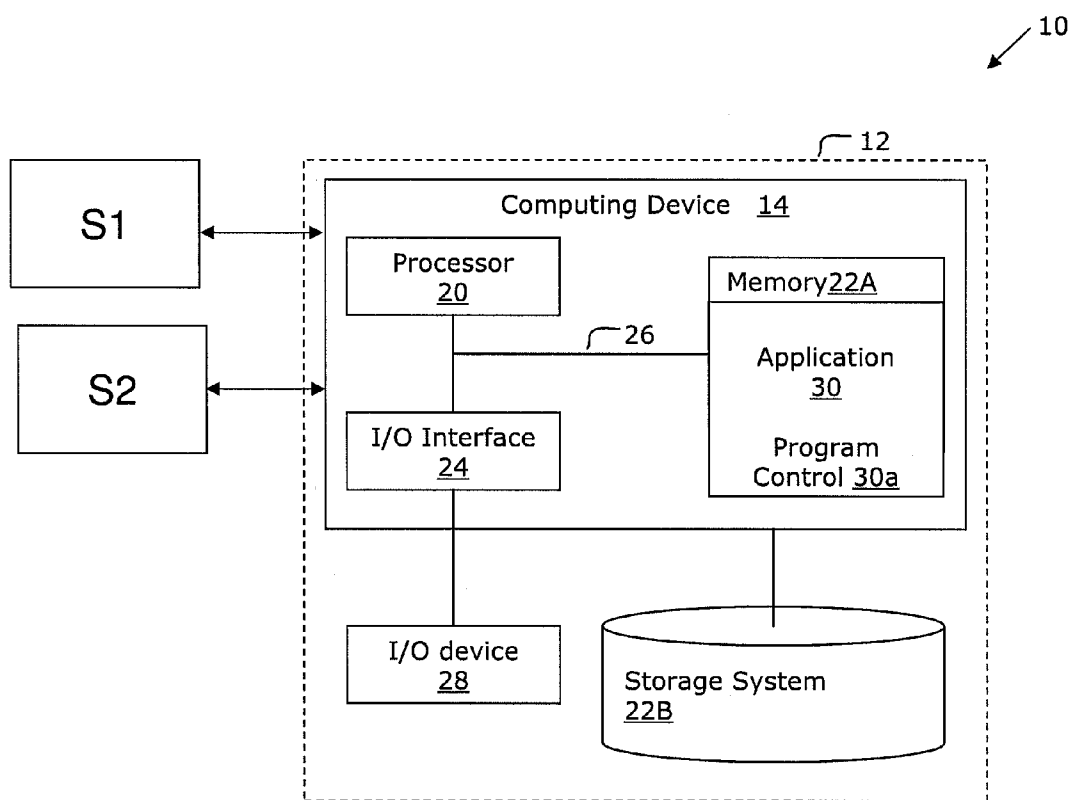 10
12
S1
S2
Computing Device 14
Processor
20
Memory22A
26
Application
30
I/O Interface
24
Program
Control 30a
I/O device
28
Storage System
22B